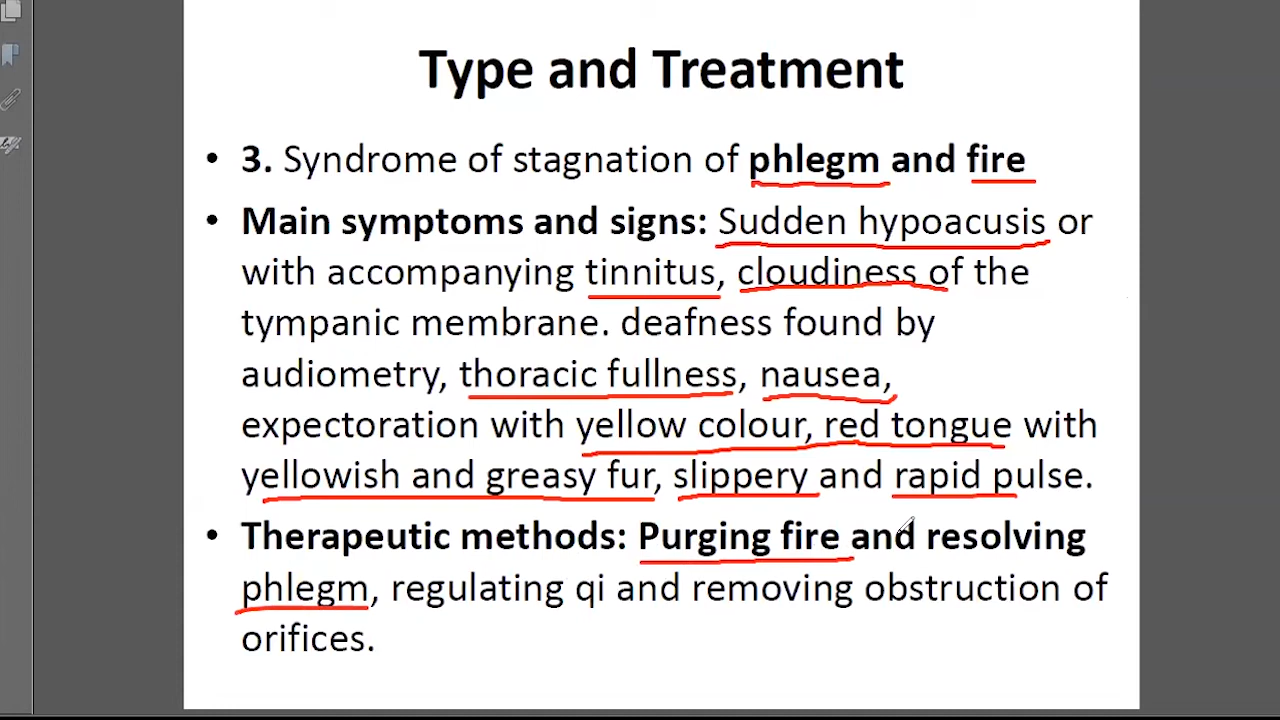 Type and Treatment
• 3. Syndrome of stagnation of phlegm and fire
• Main symptoms and signs: Sudden hypoacusis or
with accompanying tinnitus, cloudiness of the
tympanic membrane. deafness found by
audiometry, thoracic fullness, nausea,
expectoration with yellow colour, red tongue with
yellowish and greasy fur, slippery and rapid pulse.
• Therapeutic methods: Purging fire and resolving
phlegm, regulating qi and removing obstruction of
orifices.